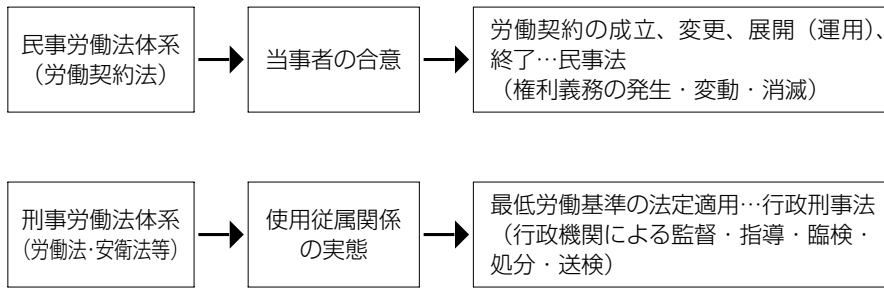 民事労働法体系
（労働契約法）
当事者の合意
労働契約の成立、変更、展開（運用）、
終了…民事法
（権利義務の発生・変動・消滅）
刑事労働法体系
（労働法・安衛法等）
使用従属関係
の実態
最低労働基準の法定適用…行政刑事法
（行政機関による監督・指導・臨検・
処分・送検）